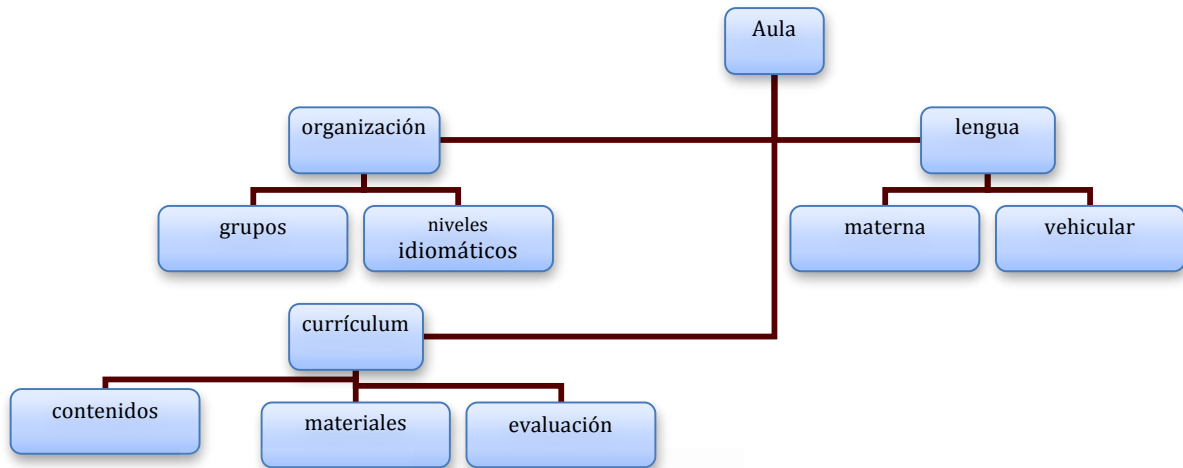 Aula
organización
lengua
grupos
niveles
idiomáticos
materna
vehicular
currículum
contenidos
materiales
evaluación